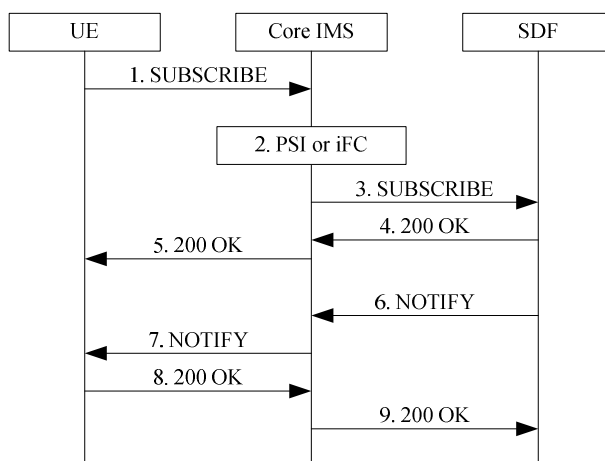 UE
Core IMS
SDF
1. SUBSCRIBE
2. PSI or iFC
3. SUBSCRIBE
4. 200 OK
5. 200 OK
6. NOTIFY
7. NOTIFY
8. 200 OK
9. 200 OK